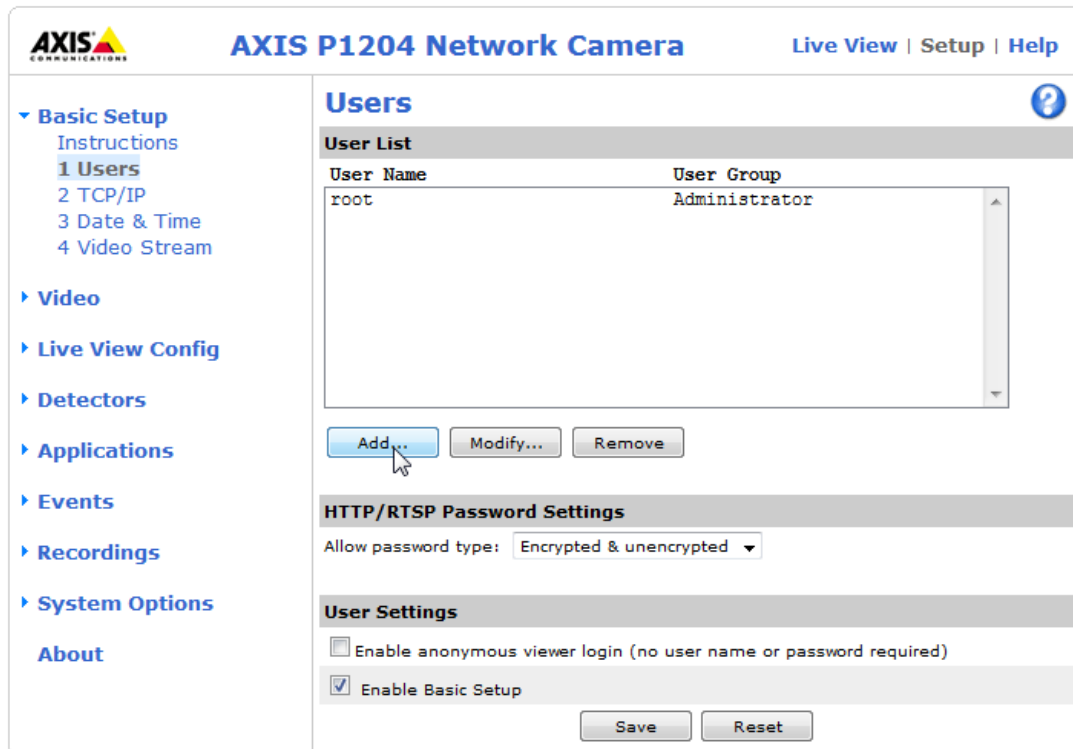 AXIS
COMMUNICATIONS
AXIS P1204 Network Camera
Live View | Setup | Help
Basic Setup
Instructions
1 Users
2 TCP/IP
3 Date & Time
4 Video Stream
Video
Live View Config
Detectors
Applications
Events
Recordings
System Options
About
Users
User List
User Name User Group
root Administrator
Add... Modify... Remove
HTTP/RTSP Password Settings
Allow password type: Encrypted & unencrypted
User Settings
Enable anonymous viewer login (no user name or password required)
Enable Basic Setup
Save Reset